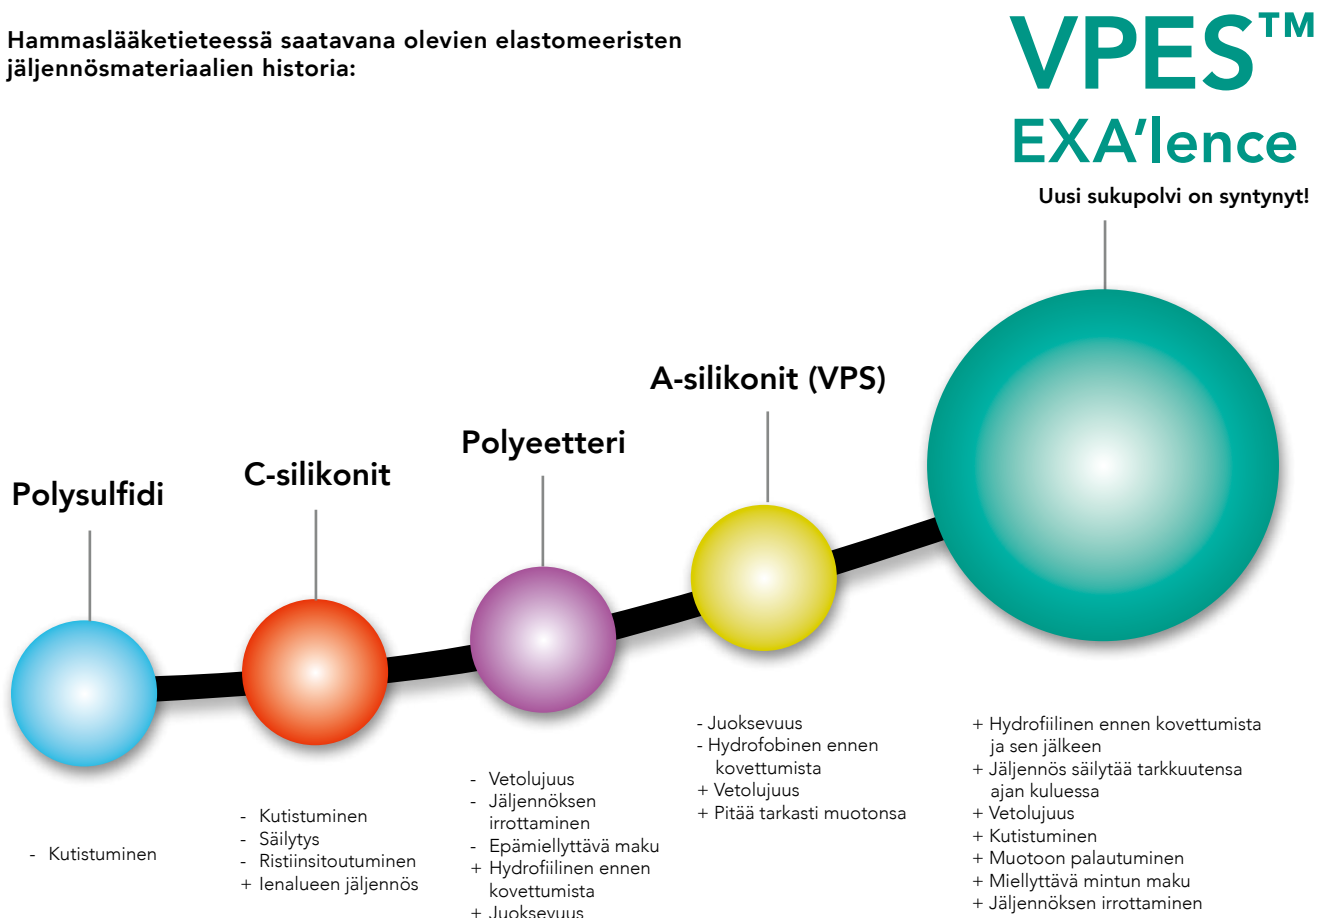 Hammaslääketieteessä saatavana olevien elastomeeristen
jäljennösmateriaalien historia:
VPES™
EXA'lence
Uusi sukupolvi on syntynyt!
A-silikonit (VPS)
Polyeetteri
C-silikonit
Polysulfidi
- Kutistuminen
- Kutistuminen
- Säilytys
- Ristiinsitoutuminen
+ Ienalueen jäljennös
- Vetolujuus
- Jäljennöksen
irrottaminen
- Epämiellyttävä maku
+ Hydrofiilinen ennen
kovettumista
+ Juoksevuus
- Juoksevuus
- Hydrofobinen ennen
kovettumista
+ Vetolujuus
+ Pitää tarkasti muotonsa
+ Hydrofiilinen ennen kovettumista
ja sen jälkeen
+ Jäljennös säilytää tarkkuutensa
ajan kuluessa
+ Vetolujuus
+ Kutistuminen
+ Muotoon palautuminen
+ Miellyttävä mintun maku
+ Jäljennöksen irrottaminen